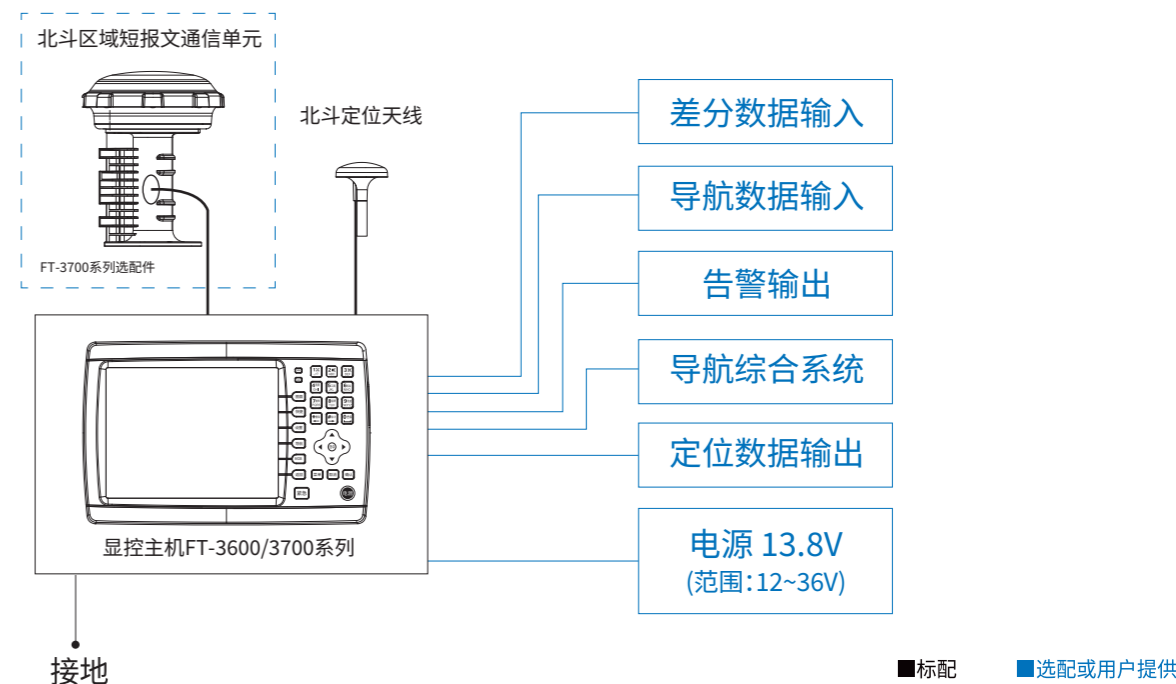 北斗区域短报文通信单元
FT-3700系列选配件
北斗定位天线
差分数据输入
导航数据输入
告警输出
导航综合系统
定位数据输出
电源 13.8V
(范围：12~36V)
显控主机FT-3600/3700系列
接地
■标配
■选配或用户提供